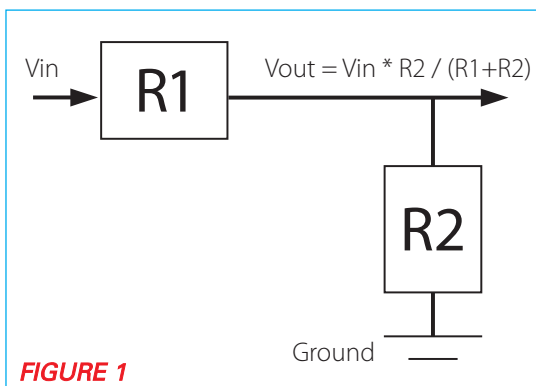 Vin
Vout = Vin * R2 / (R1+R2)
R1
R2
Ground
FIGURE 1